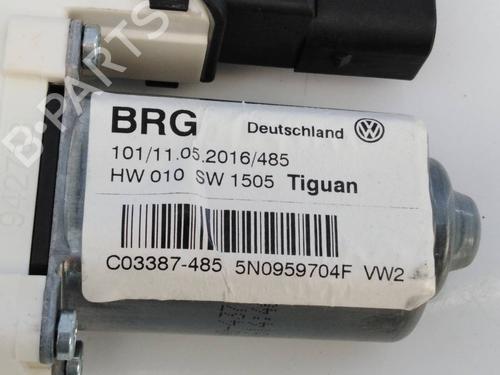 BRG Deutschland
101/11.05.2016/485
HW 010 SW 1505 Tiguan
C03387-485 5N0959704F VW2
B-PARTS